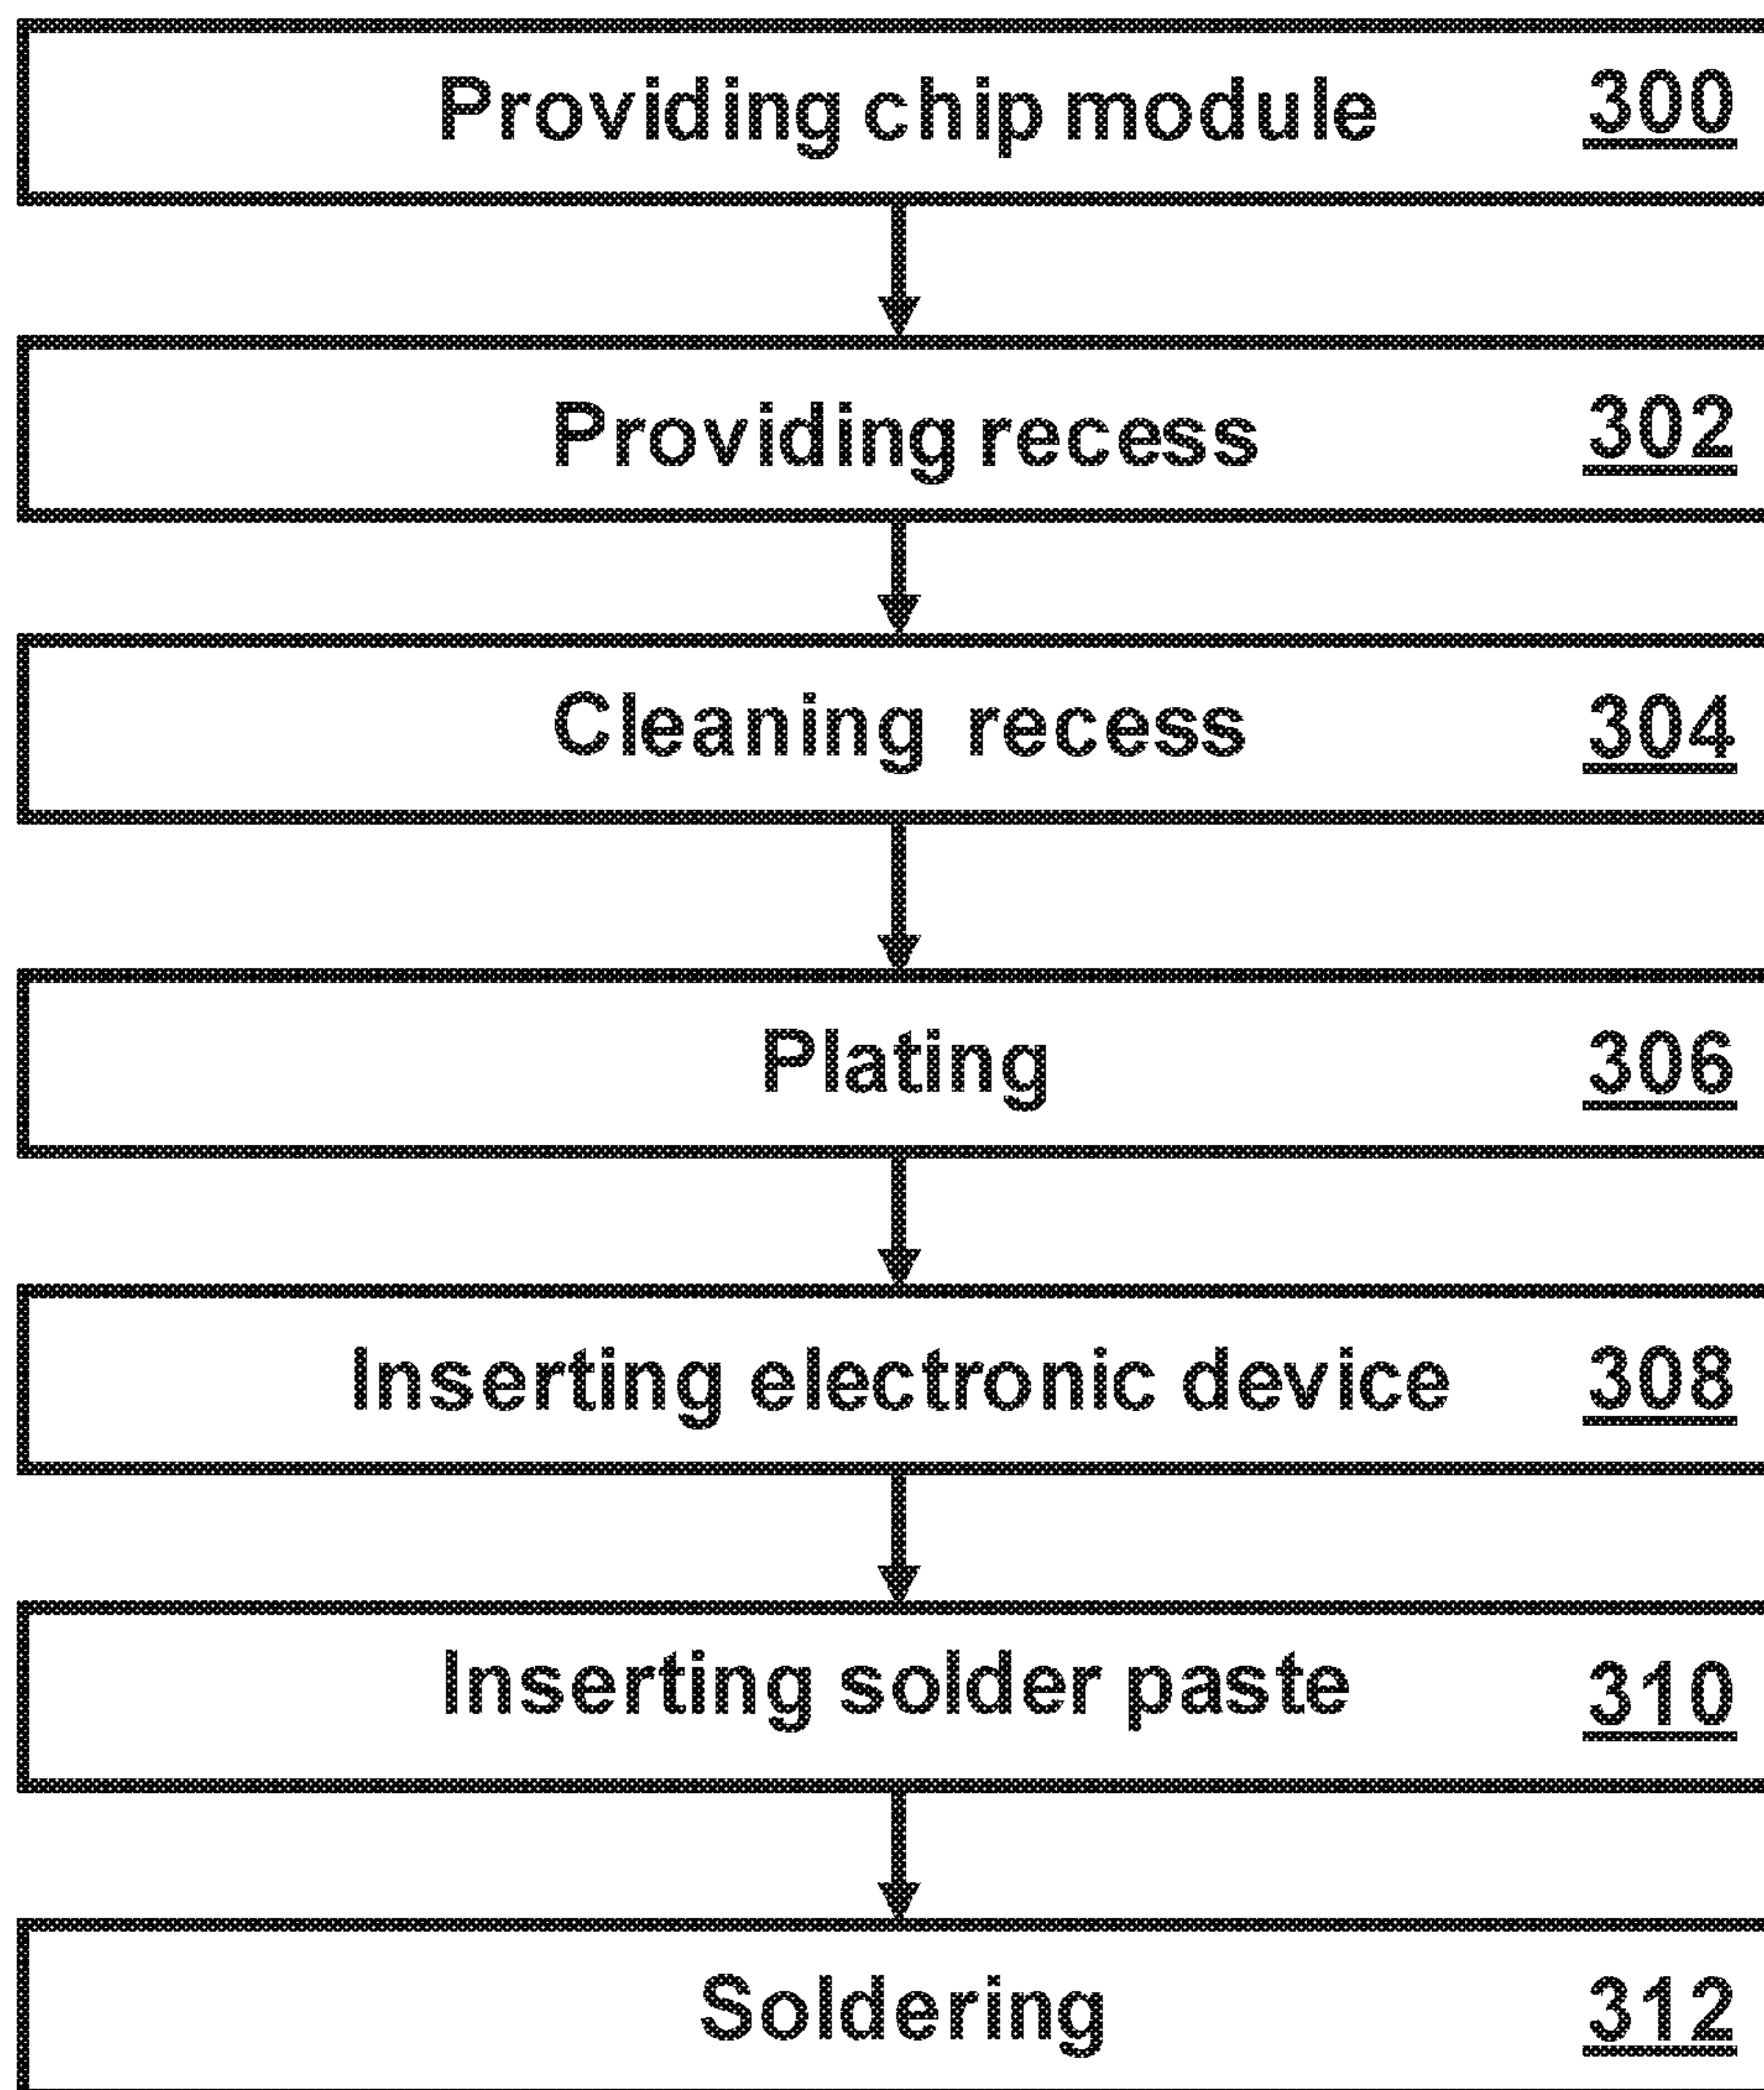 Providing chip module 300
Providing recess 302
Cleaning recess 304
Plating 306
Inserting electronic device 308
Inserting solder paste 310
Soldering 312